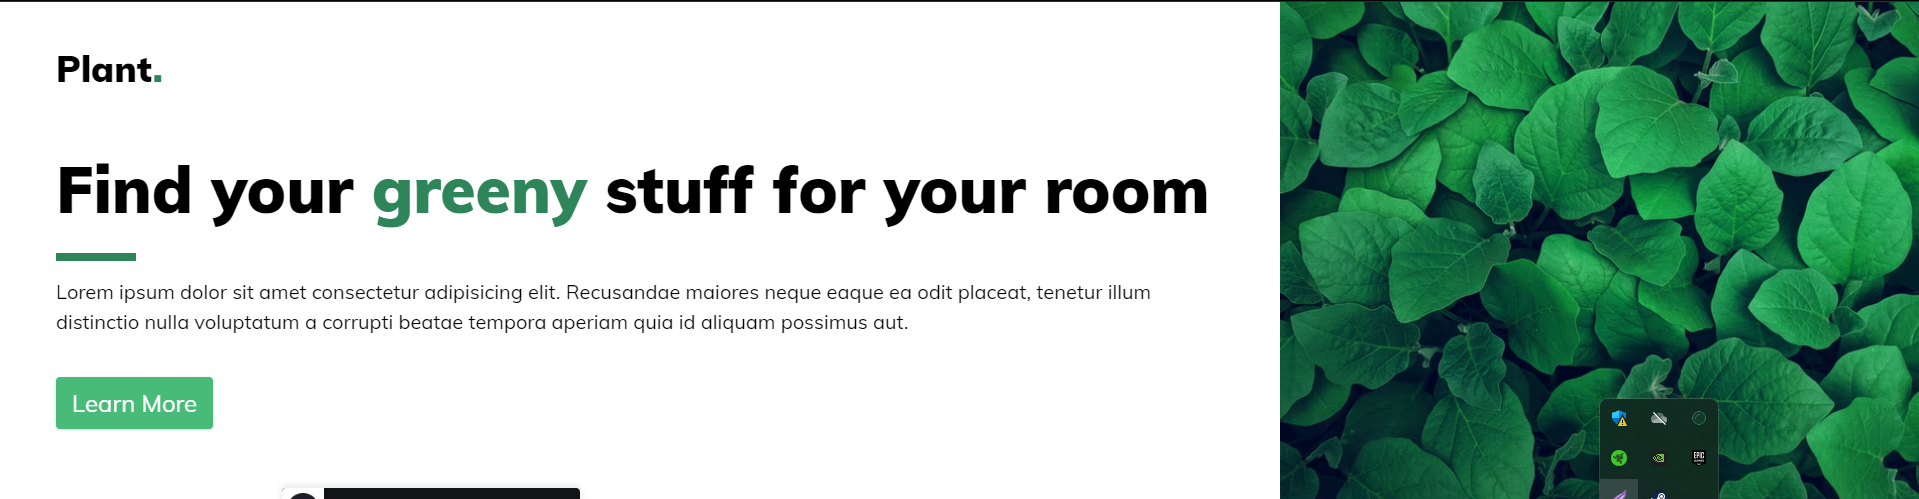 Plant.
Find your greeny stuff for your room
Lorem ipsum dolor sit amet consectetur adipisicing elit. Recusandae maiores neque eaque ea odit placeat, tenetur illum
distinctio nulla voluptatum a corrupti beatae tempora aperiam quia id aliquam possimus aut.
Learn More
EPIC